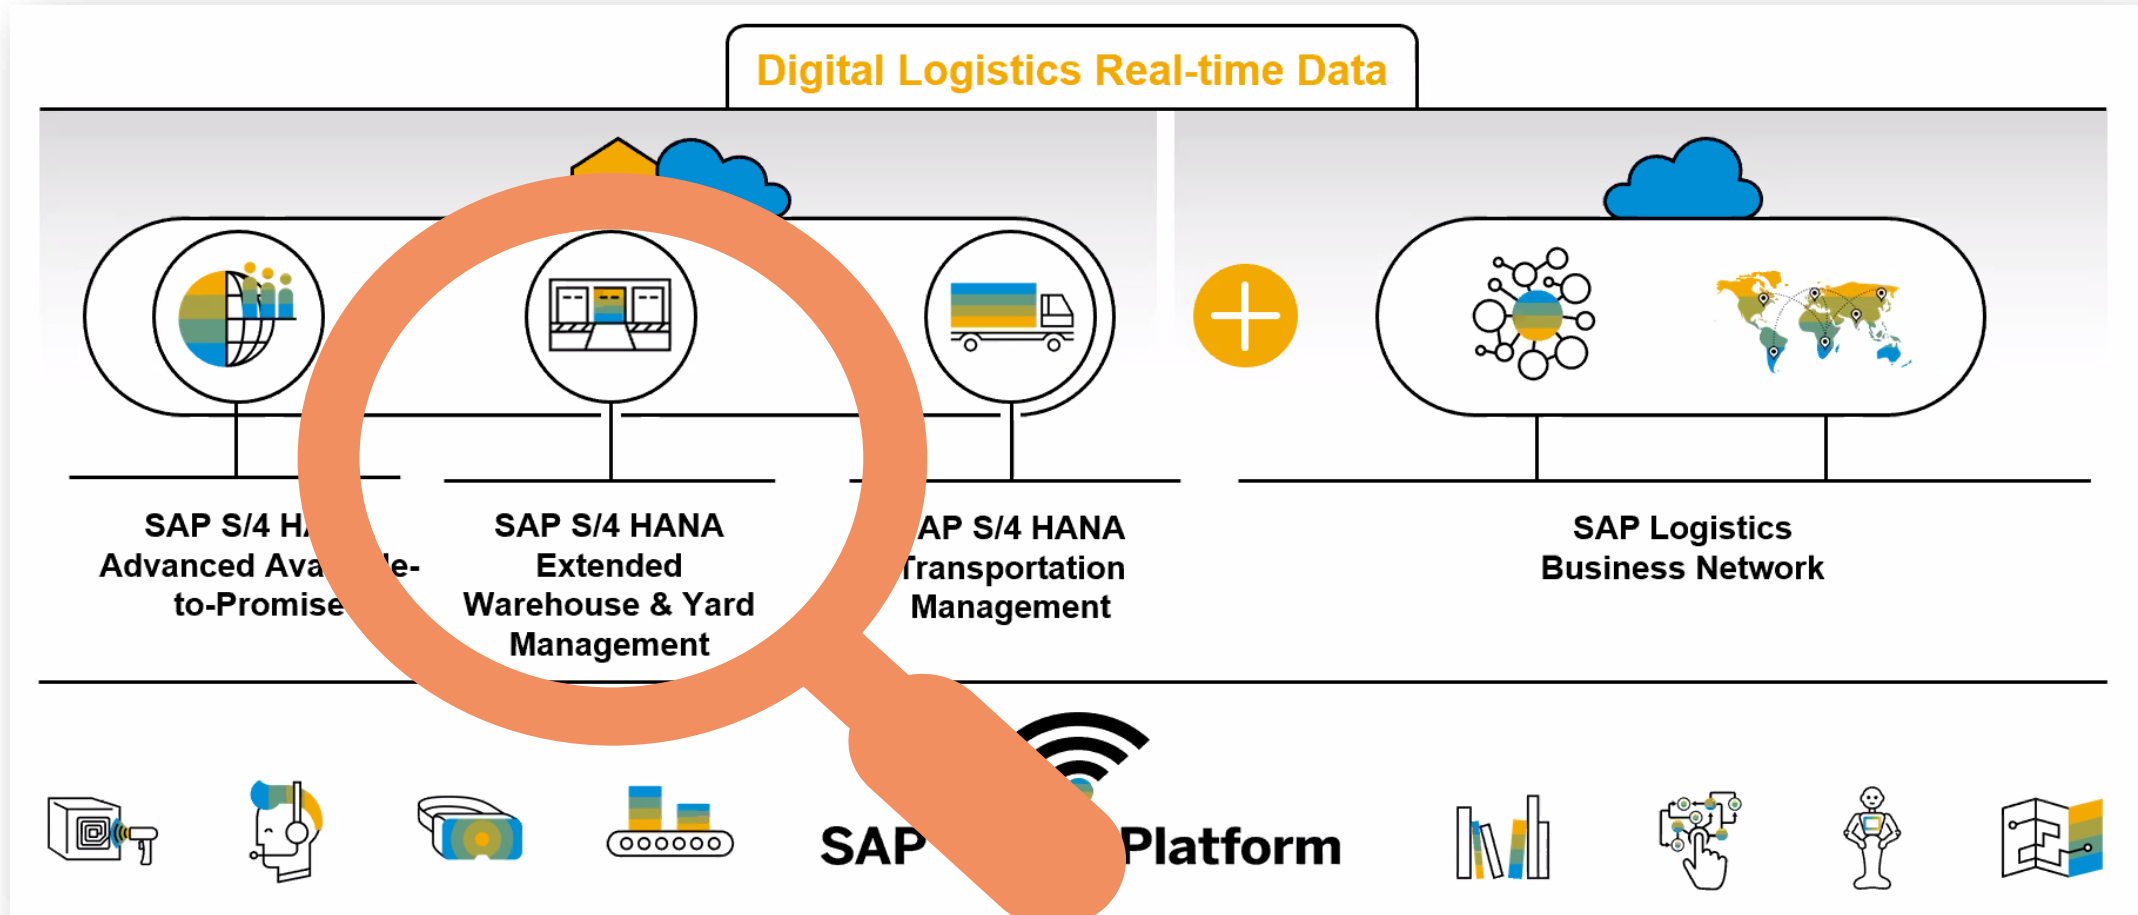 Digital Logistics Real-time Data
SAP S/4 HA
Advanced Ava le-
to-Promise
SAP S/4 HANA
Extended
Warehouse & Yard
Management
AP S/4 HANA
Transportation
Management
SAP Logistics
Business Network
SAP Platform